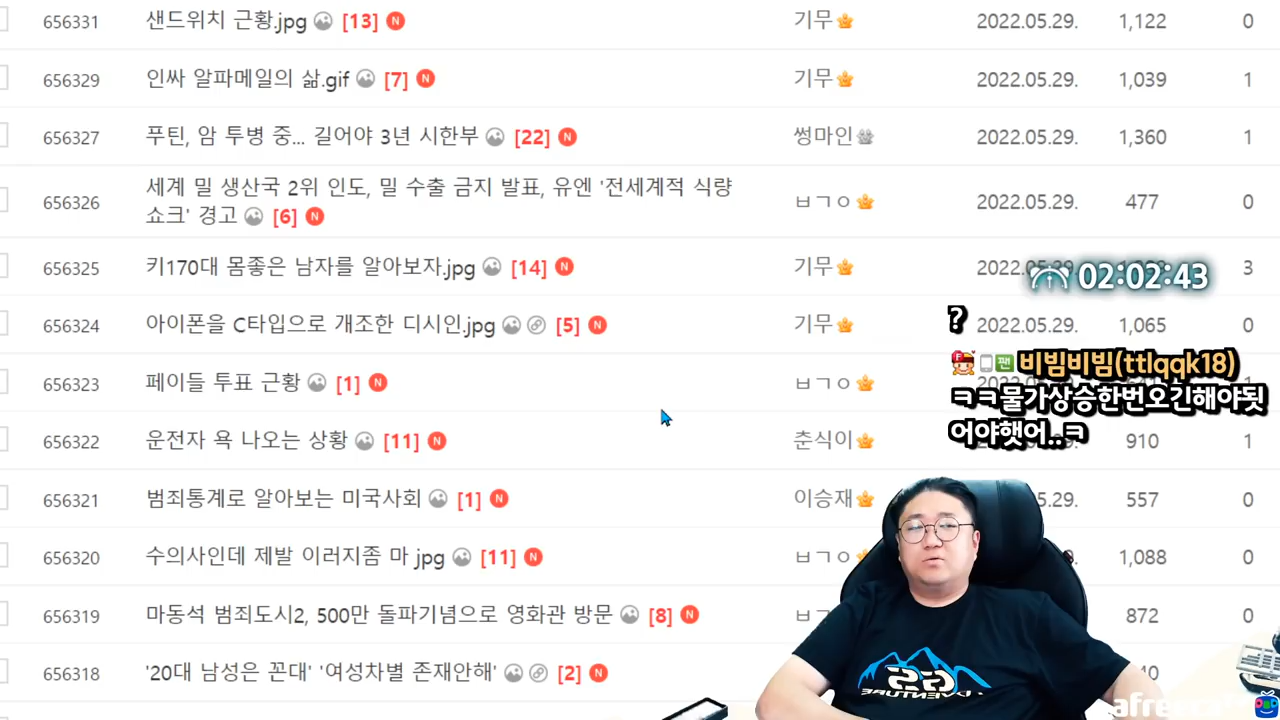 656331 샌드위치 근황.jpg [13] N 기무 2022.05.29. 1,122 0
656329 인싸 알파메일의 삶.gif [7] N 기무 2022.05.29. 1,039 1
656327 푸틴, 암 투병 중... 길어야 3년 시한부 [22] N 썽마인 2022.05.29. 1,360 1
세계 밀 생산국 2위 인도, 밀 수출 금지 발표, 유엔 '전세계적 식량
656326 쇼크' 경고 [6] N ㅂㄱㅇ 2022.05.29. 477 0
656325 키170대 몸좋은 남자를 알아보자.jpg [14] N 기무 3
02:02:43
656324 아이폰을 C타입으로 개조한 디시인.jpg [5] N 기무 2022.05.29. 1,065 0
?
비빔비빔(ttlqqk18)
656323 페이들 투표 근황 [1] N ㅂㄱㅇ
ㅋㅋ물가상승한번오긴해야됫
어야햇어..ㅋ
656322 운전자 욕 나오는 상황 [11] N 춘식이 910 1
656321 범죄통계로 알아보는 미국사회 [1] N 이승재 557 0
656320 수의사인데 제발 이러지좀 마 jpg [11] N ㅂㄱㅇ 1,088 0
656319 마동석 범죄도시2, 500만 돌파기념으로 영화관 방문 [8] N 872 0
656318 '20대 남성은 꼰대' '여성차별 존재안해' [2] N 0